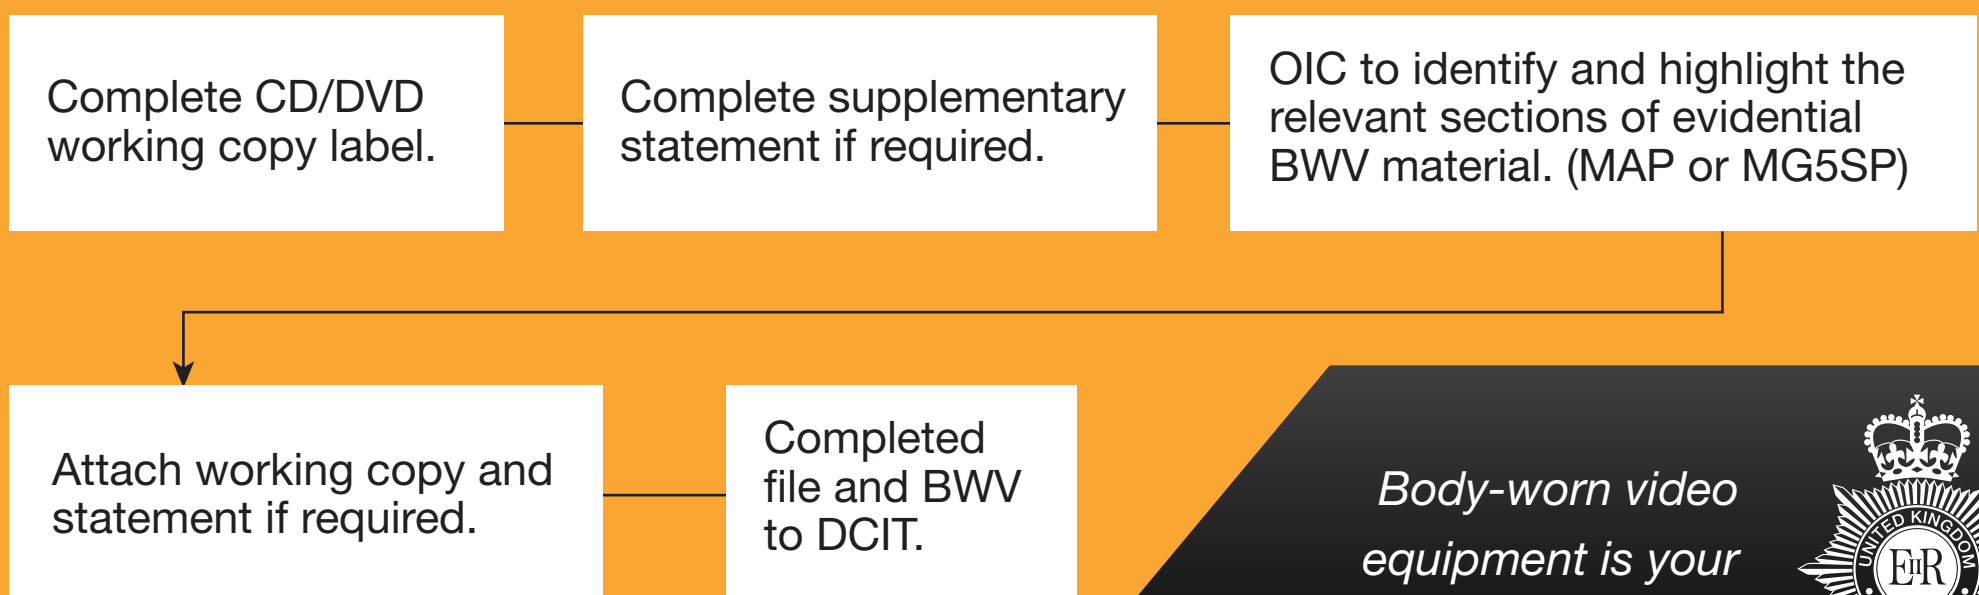 Complete CD/DVD
working copy label.
Complete supplementary
statement if required.
OIC to identify and highlight the
relevant sections of evidential
BWV material. (MAP or MG5SP)
Attach working copy and
statement if required.
Completed
file and BWV
to DCIT.
Body-worn video
equipment is your
UNITED KINGDOM
EIIR